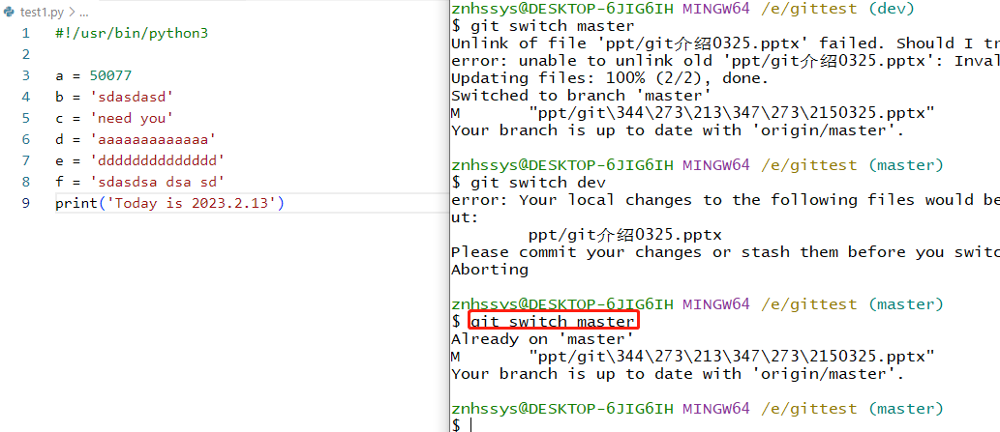 test1.py > ...
1 #!/usr/bin/python3
2
3 a = 50077
4 b = 'sdasdasd'
5 c = 'need you'
6 d = 'aaaaaaaaaaaaa'
7 e = 'dddddddddddddd'
8 f = 'sdasdsa dsa sd'
9 print('Today is 2023.2.13')
znhssys@DESKTOP-6JIG6IH MINGW64 /e/gittest (dev)
$ git switch master
Unlink of file 'ppt/git介绍0325.pptx' failed. Should I tr
error: unable to unlink old 'ppt/git介绍0325.pptx': Inval
Updating files: 100% (2/2), done.
Switched to branch 'master'
M "ppt/git\344\273\213\347\273\2150325.pptx"
Your branch is up to date with 'origin/master'.
znhssys@DESKTOP-6JIG6IH MINGW64 /e/gittest (master)
$ git switch dev
error: Your local changes to the following files would be
ut:
ppt/git介绍0325.pptx
Please commit your changes or stash them before you switc
Aborting
znhssys@DESKTOP-6JIG6IH MINGW64 /e/gittest (master)
$ git switch master
Already on 'master'
M "ppt/git\344\273\213\347\273\2150325.pptx"
Your branch is up to date with 'origin/master'.
znhssys@DESKTOP-6JIG6IH MINGW64 /e/gittest (master)
$